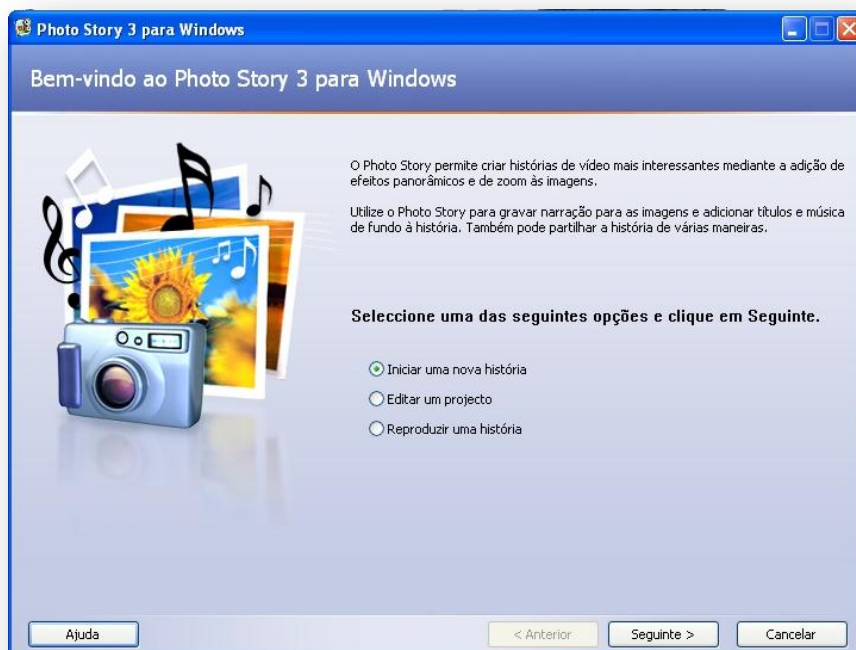 Photo Story 3 para Windows
Bem-vindo ao Photo Story 3 para Windows
O Photo Story permite criar histórias de vídeo mais interessantes mediante a adição de
efeitos panorâmicos e de zoom às imagens.
Utilize o Photo Story para gravar narração para as imagens e adicionar títulos e música
de fundo à história. Também pode partilhar a história de várias maneiras.
Seleccione uma das seguintes opções e clique em Seguinte.
Iniciar uma nova história
Editar um projecto
Reproduzir uma história
Ajuda
< Anterior
Seguinte >
Cancelar